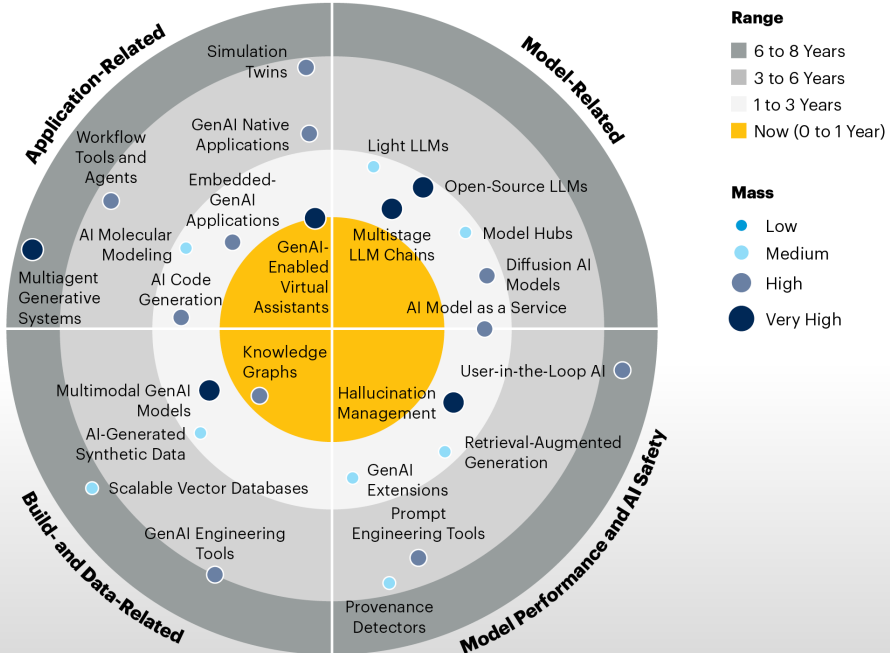 Application-Related
Simulation
Twins
GenAI Native
Applications
Workflow
Tools and
Agents
Embedded-
GenAI
Applications
AI Molecular
Modeling
Multiagent
Generative
Systems
AI Code
Generation
GenAI-
Enabled
Virtual
Assistants
Model-Related
Light LLMs
Open-Source LLMs
Multistage
LLM Chains
Model Hubs
Diffusion AI
Models
AI Model as a Service
Build- and Data-Related
Knowledge
Graphs
Multimodal GenAI
Models
AI-Generated
Synthetic Data
Scalable Vector Databases
GenAI Engineering
Tools
Model Performance and AI Safety
User-in-the-Loop AI
Hallucination
Management
Retrieval-Augmented
Generation
GenAI
Extensions
Prompt
Engineering Tools
Provenance
Detectors
Range
6 to 8 Years
3 to 6 Years
1 to 3 Years
Now (0 to 1 Year)
Mass
Low
Medium
High
Very High